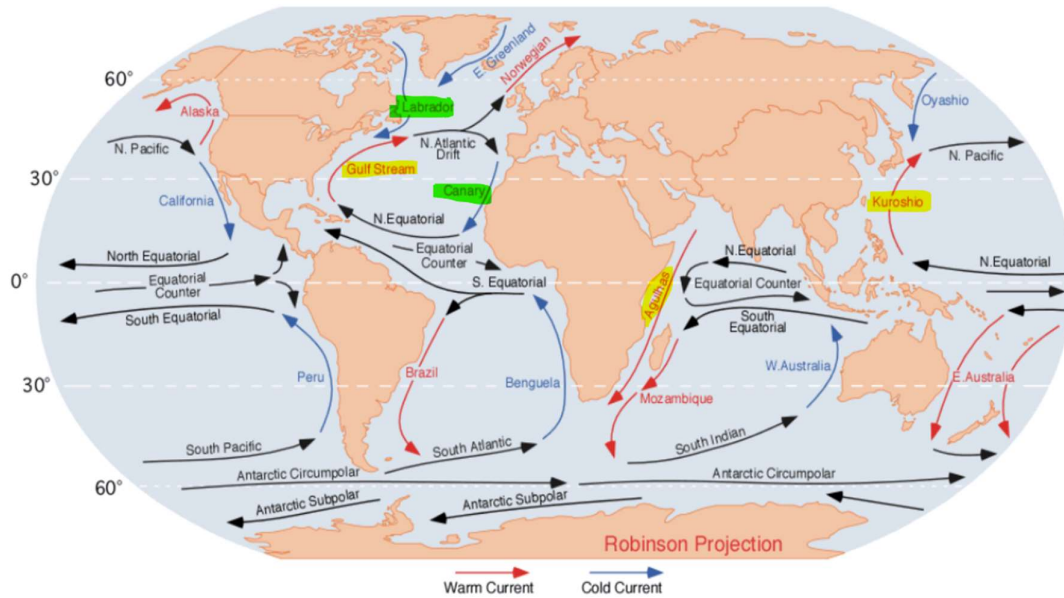 60°
30°
0°
30°
60°
Alaska
N. Pacific
California
North Equatorial
Equatorial
Counter
South Equatorial
Peru
South Pacific
Antarctic Circumpolar
Antarctic Subpolar
Labrador
E. Greenland
Norwegian
N.Atlantic
Drift
Gulf Stream
Canary
N.Equatorial
Equatorial
Counter
S. Equatorial
Brazil
Benguela
South Atlantic
Antarctic Subpolar
Agulhas
Mozambique
N.Equatorial
Equatorial Counter
South
Equatorial
W.Australia
South Indian
Antarctic Circumpolar
Oyashio
N. Pacific
Kuroshio
N.Equatorial
E.Australia
Robinson Projection
Warm Current
Cold Current